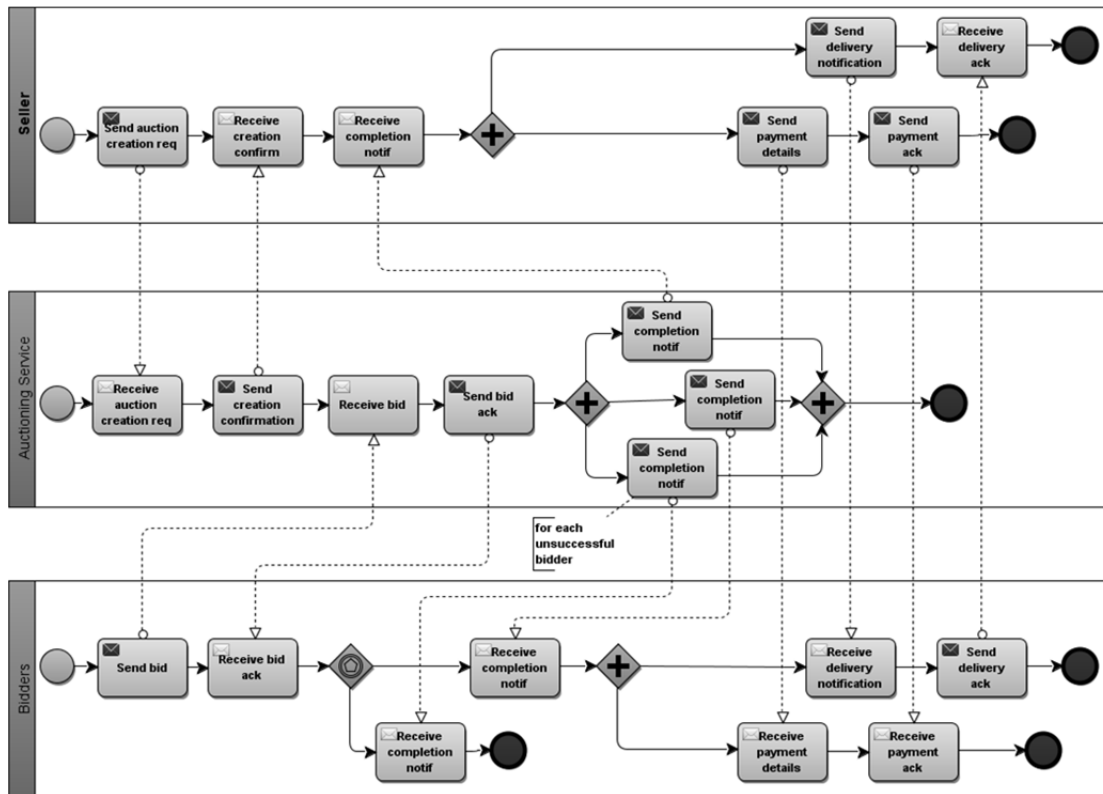 Seller
Send
delivery
notification
Receive
delivery
ack
Send auction
creation req
Receive
creation
confirm
Receive
completion
notif
Send
payment
details
Send
payment
ack
Auctioning Service
Send
completion
notif
Receive
auction
creation req
Send
creation
confirmation
Receive bid
Send bid
ack
Send
completion
notif
Send
completion
notif
for each
unsuccessful
bidder
Bidders
Send bid
Receive bid
ack
Receive
completion
notif
Receive
delivery
notification
Send
delivery
ack
Receive
completion
notif
Receive
payment
details
Receive
payment
ack